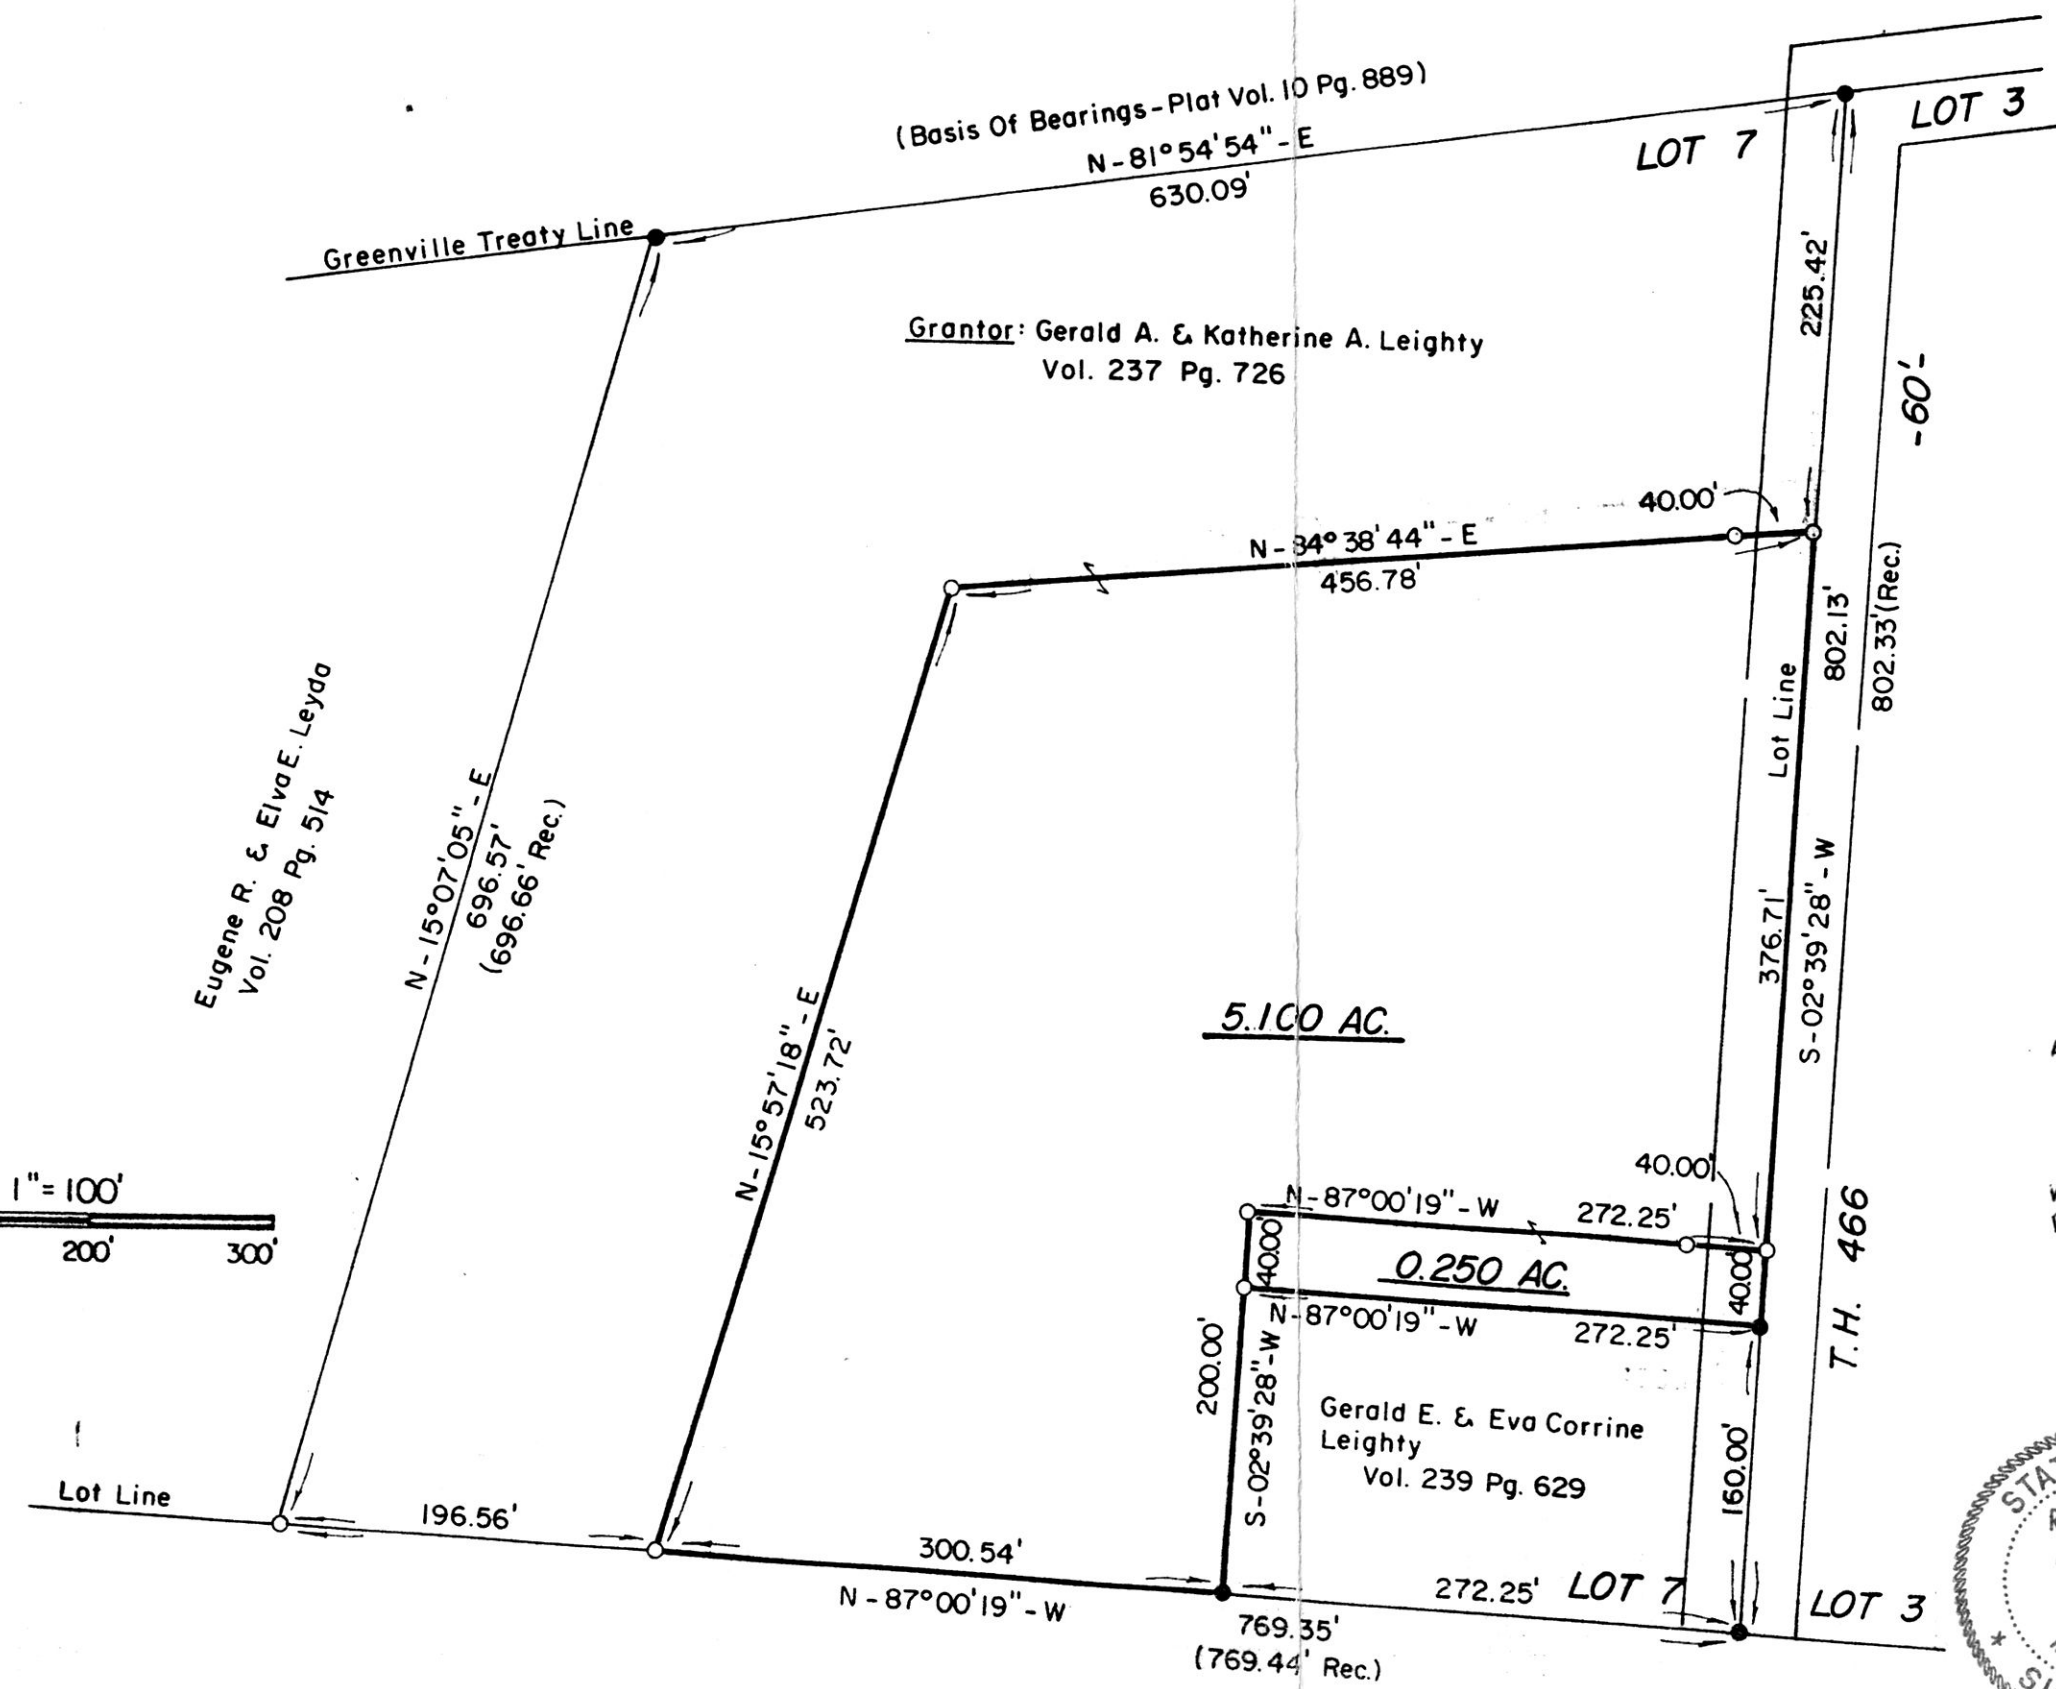 (Basis Of Bearings-Plat Vol. 10 Pg. 889)
N-81°54'54"-E
630.09'
LOT 7
LOT 3
Greenville Treaty Line
225.42'
-60'-
Grantor: Gerald A. & Katherine A. Leighty
Vol. 237 Pg. 726
40.00'
N-84°38'44"-E
456.78'
802.13'
802.33'(Rec.)
Lot Line
Eugene R. & Elva E. Leyda
Vol. 208 Pg. 514
N-15°07'05"-E
696.57'
(696.66' Rec.)
N-15°57'18"-E
523.72'
376.71'
S-02°39'28"-W
5.100 AC.
1"=100'
200'
300'
40.00'
N-87°00'19"-W
272.25'
40.00'
0.250 AC.
40.00'
N-87°00'19"-W
272.25'
T.H. 466
200.00'
S-02°39'28"-W
Gerald E. & Eva Corrine
Leighty
Vol. 239 Pg. 629
160.00'
Lot Line
196.56'
300.54'
N-87°00'19"-W
272.25'
LOT 7
LOT 3
769.35'
(769.44' Rec.)